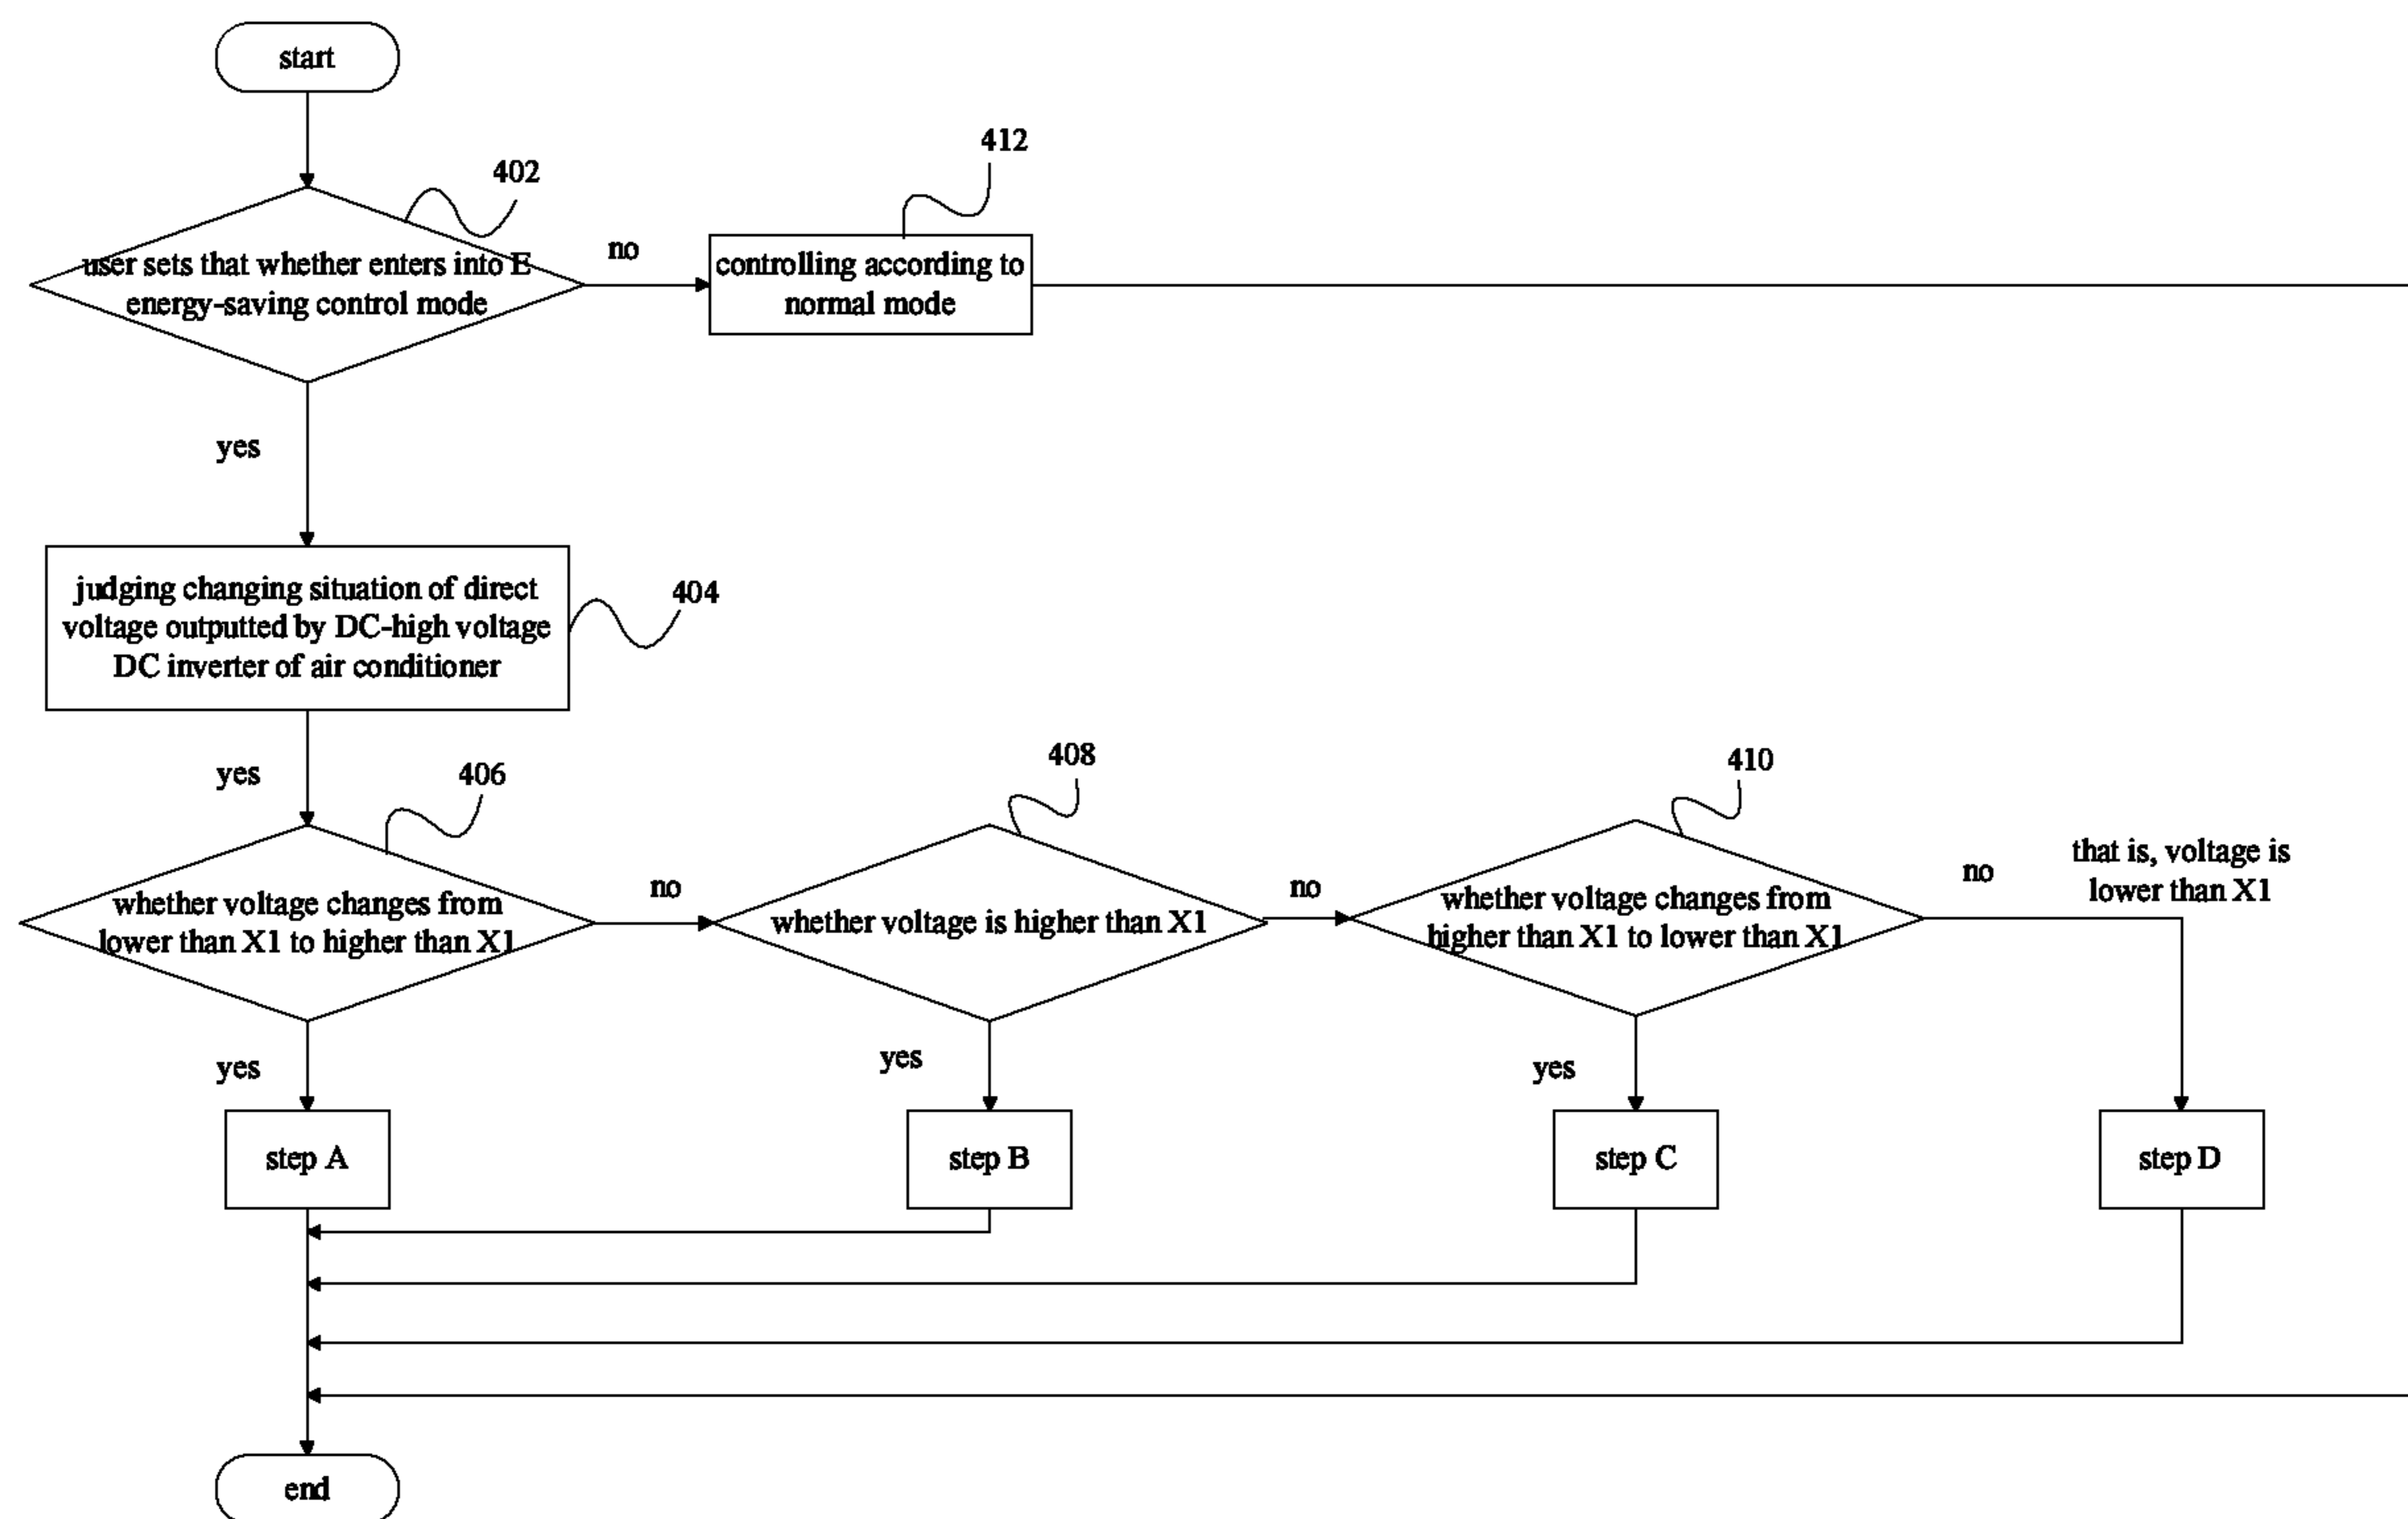 start
402
412
user sets that whether enters into E
energy-saving control mode
no
controlling according to
normal mode
yes
judging changing situation of direct
voltage outputted by DC-high voltage
DC inverter of air conditioner
404
yes
406
408
410
whether voltage changes from
lower than X1 to higher than X1
no
whether voltage is higher than X1
no
whether voltage changes from
higher than X1 to lower than X1
no
that is, voltage is
lower than X1
yes
yes
yes
step A
step B
step C
step D
end